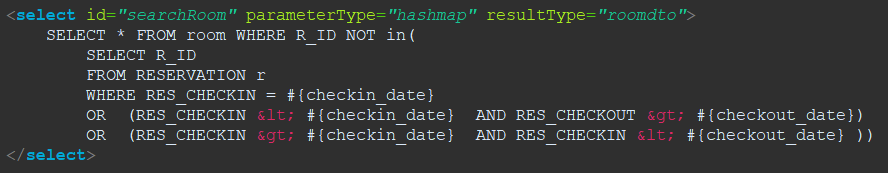 <select id="searchRoom" parameterType="hashmap" resultType="roomdto">
SELECT * FROM room WHERE R_ID NOT in(
SELECT R_ID
FROM RESERVATION r
WHERE RES_CHECKIN = #{checkin_date}
OR (RES_CHECKIN &lt; #{checkin_date} AND RES_CHECKOUT &gt; #{checkout_date})
OR (RES_CHECKIN &gt; #{checkin_date} AND RES_CHECKIN &lt; #{checkout_date} ))
</select>